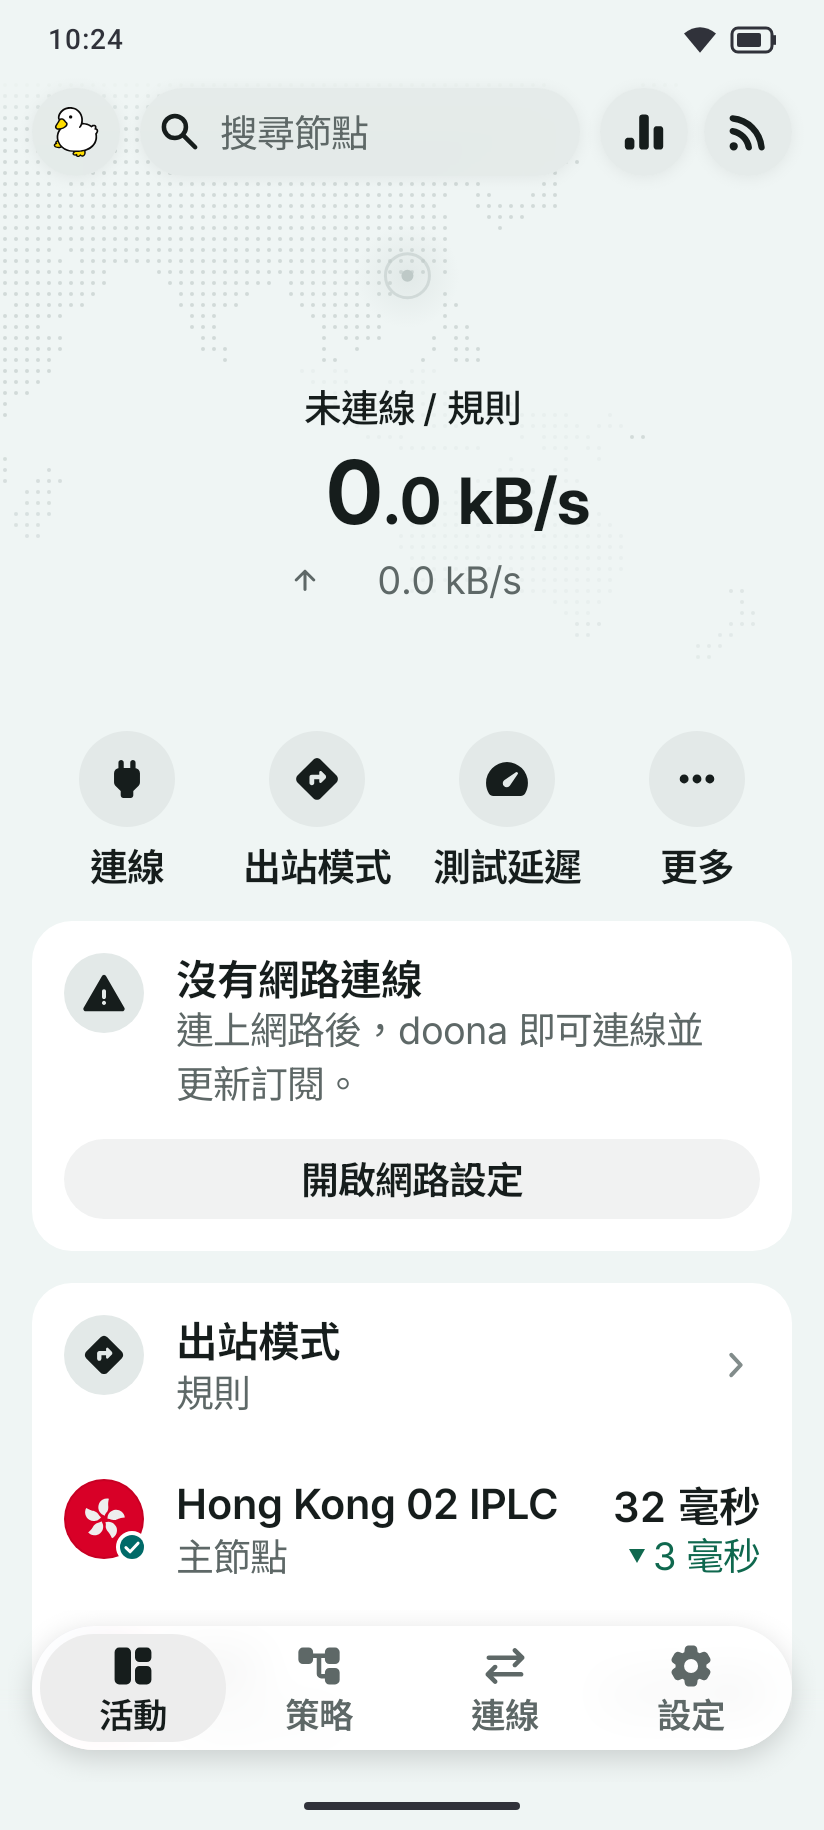 10:24
搜尋節點
未連線 / 規則
0.0 kB/s
↑ 0.0 kB/s
連線
出站模式
測試延遲
更多
沒有網路連線
連上網路後，doona 即可連線並
更新訂閱。
開啟網路設定
出站模式
規則
Hong Kong 02 IPLC
32 毫秒
主節點
▼3 毫秒
活動
策略
連線
設定